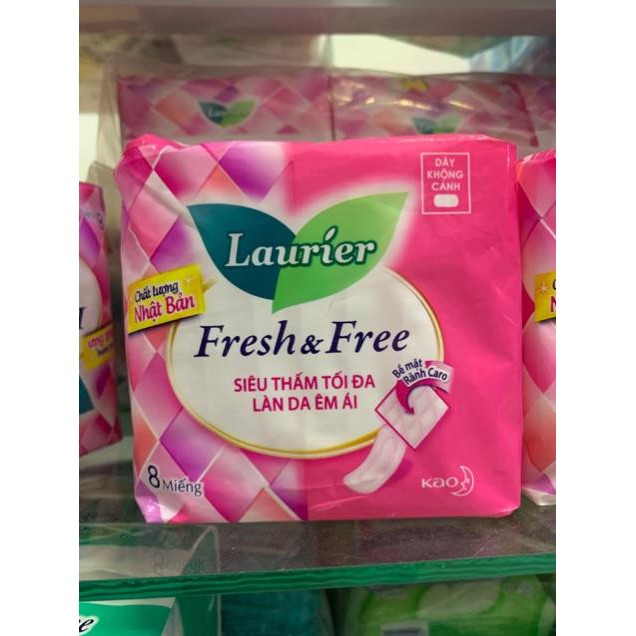 Laurier
DÀY
KHÔNG
CÁNH
Laurier
Chất lượng
Nhật Bản
Fresh & Free
SIÊU THẤM TỐI ĐA
LÀN DA ÊM ÁI
Bề mặt
Rãnh Caro
8 Miếng
Kao